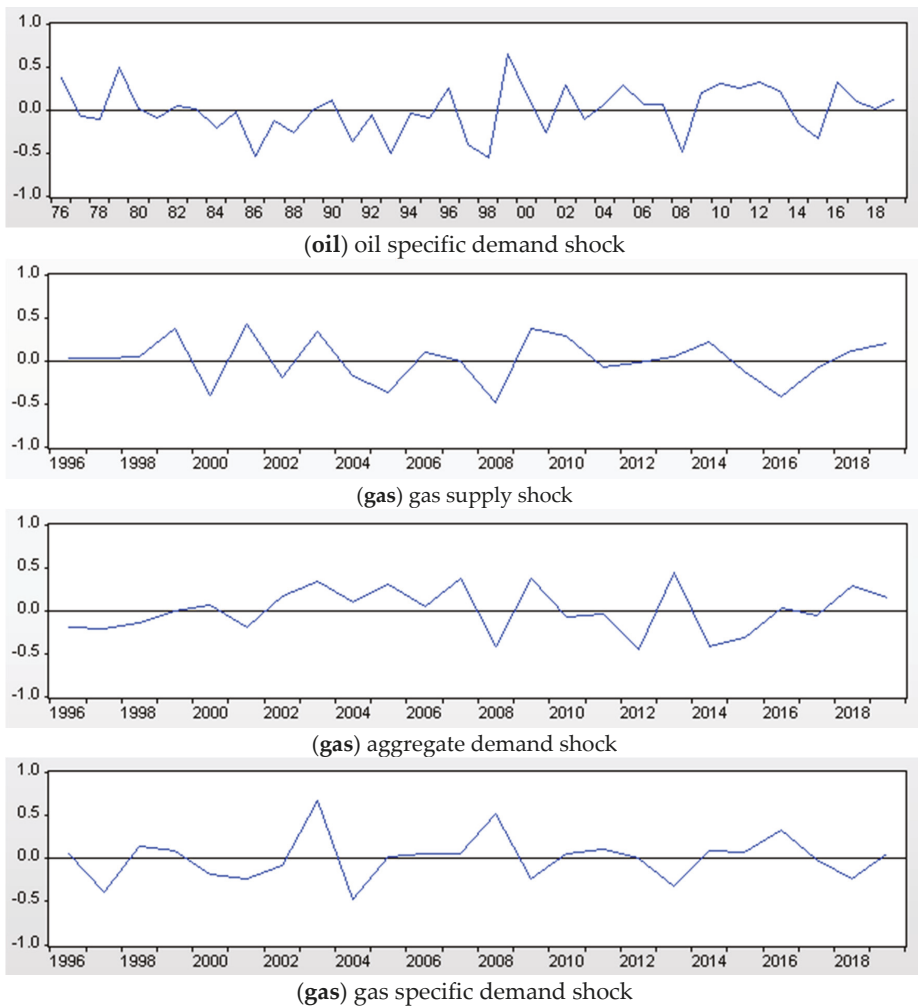 1.0
0.5
0.0
-0.5
-1.0
76 78 80 82 84 86 88 90 92 94 96 98 00 02 04 06 08 10 12 14 16 18
(oil) oil specific demand shock
1.0
0.5
0.0
-0.5
-1.0
1996 1998 2000 2002 2004 2006 2008 2010 2012 2014 2016 2018
(gas) gas supply shock
1.0
0.5
0.0
-0.5
-1.0
1996 1998 2000 2002 2004 2006 2008 2010 2012 2014 2016 2018
(gas) aggregate demand shock
1.0
0.5
0.0
-0.5
-1.0
1996 1998 2000 2002 2004 2006 2008 2010 2012 2014 2016 2018
(gas) gas specific demand shock